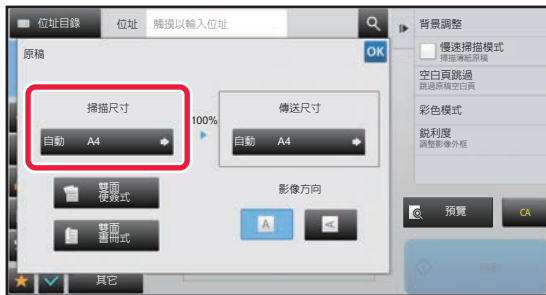 位址目錄
位址
觸摸以輸入位址
原稿
OK
掃描尺寸
自動 A4
100%
傳送尺寸
自動 A4
雙面
便箋式
雙面
書冊式
影像方向
A
A
其它
背景調整
慢速掃描模式
掃描薄紙原稿
空白頁跳過
跳過原稿空白頁
彩色模式
銳利度
調整影像外框
預覽
CA